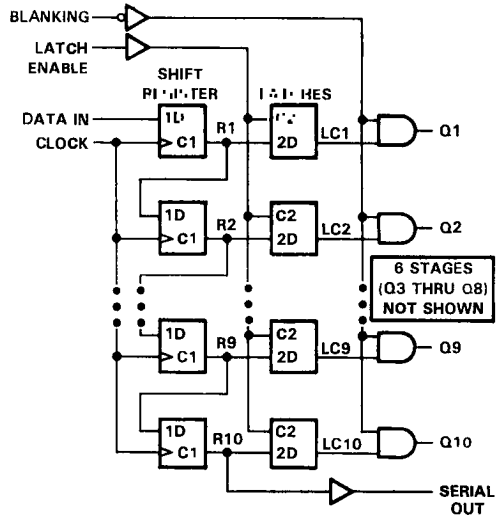 BLANKING
LATCH
ENABLE
SHIFT
DATA IN
CLOCK
1D
C1
R1
2D
LC1
Q1
1D
C1
R2
C2
2D
LC2
Q2
6 STAGES
(Q3 THRU Q8)
NOT SHOWN
1D
C1
R9
C2
2D
LC9
Q9
1D
C1
R10
C2
2D
LC10
Q10
SERIAL
OUT